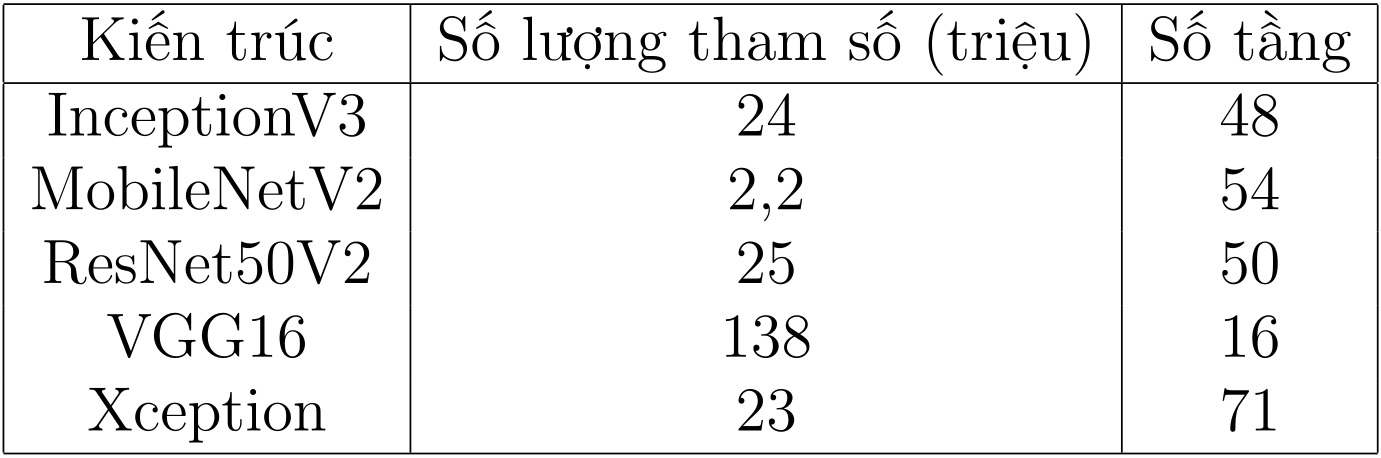 Kiến trúc Số lượng tham số (triệu) Số tầng
InceptionV3 24 48
MobileNetV2 2,2 54
ResNet50V2 25 50
VGG16 138 16
Xception 23 71